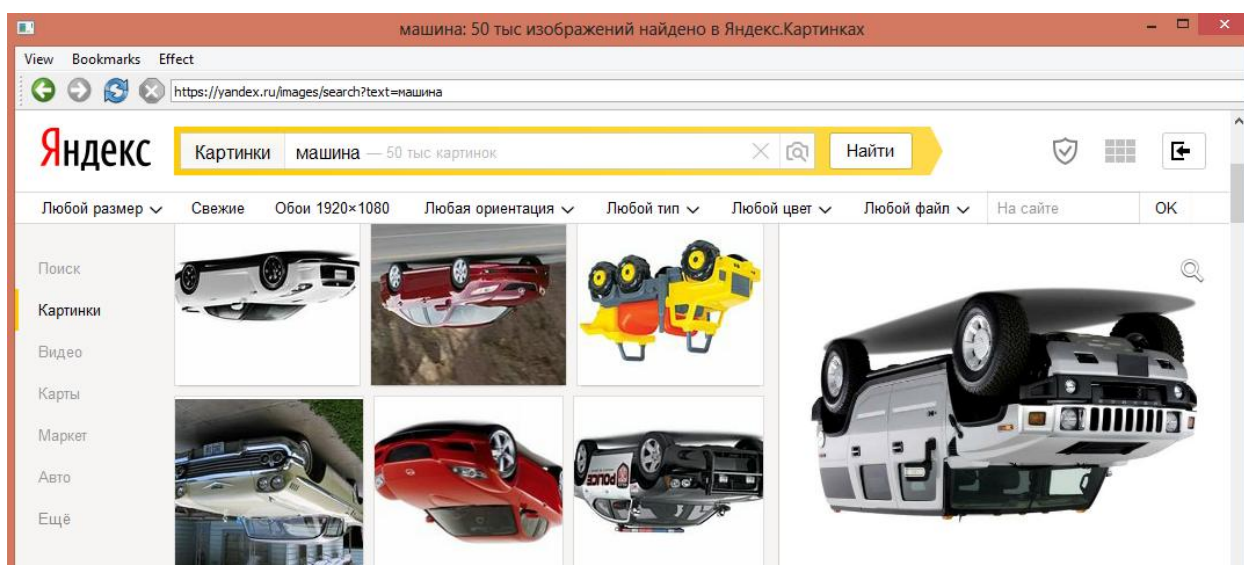 машина: 50 тыс изображений найдено в Яндекс.Картинках
View Bookmarks Effect
https://yandex.ru/images/search?text=машина
Яндекс Картинки машина — 50 тыс картинок Найти
Любой размер Свежие Обои 1920×1080 Любая ориентация Любой тип Любой цвет Любой файл На сайте OK
Поиск
Картинки
Видео
Карты
Маркет
Авто
Ещё
POLICE